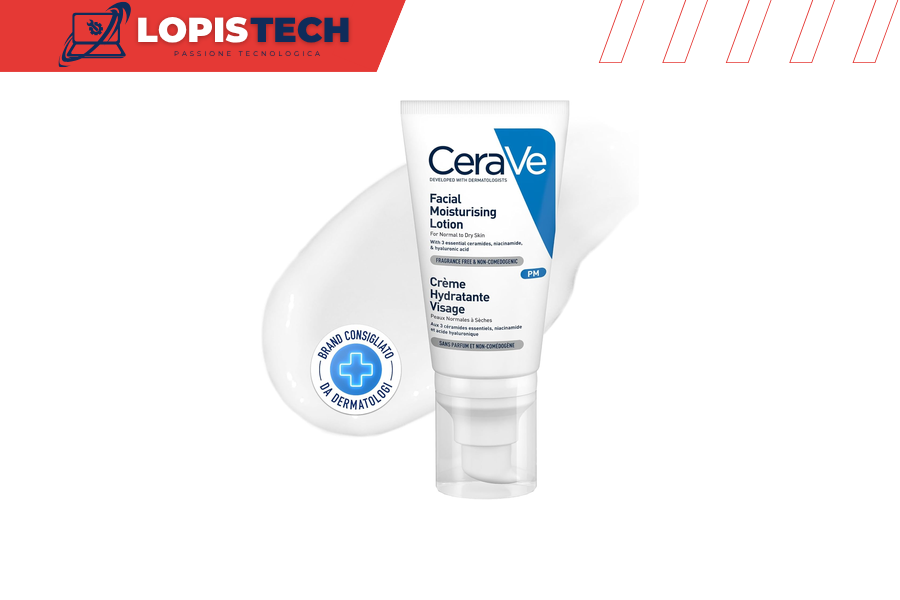 LOPISTECH
PASSIONE TECNOLOGICA
CeraVe
DEVELOPED WITH DERMATOLOGISTS
Facial
Moisturising
Lotion
For Normal to Dry Skin
With 3 essential ceramides, niacinamide,
& hyaluronic acid
FRAGRANCE FREE & NON-COMEDOGENIC
PM
Crème
Hydratante
Visage
Peaux Normales à Sèches
Aux 3 céramides essentiels, niacinamide
et acide hyaluronique
SANS PARFUM ET NON-COMÉDOGÈNE
BRAND CONSIGLIATO
DA DERMATOLOGI